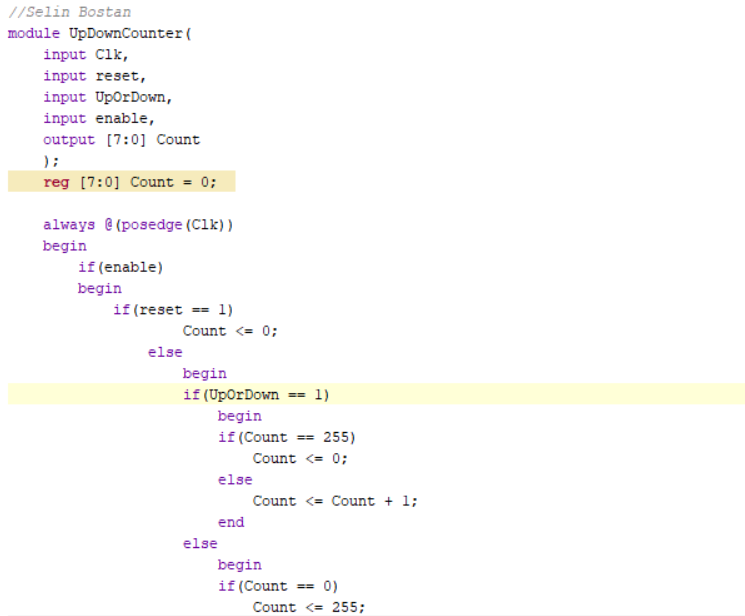 //Selin Bostan
module UpDownCounter(
    input Clk,
    input reset,
    input UpOrDown,
    input enable,
    output [7:0] Count
    );
    reg [7:0] Count = 0;

    always @(posedge(Clk))
    begin
        if(enable)
        begin
            if(reset == 1)
                    Count <= 0;
                else
                    begin
                    if(UpOrDown == 1)
                        begin
                        if(Count == 255)
                            Count <= 0;
                        else
                            Count <= Count + 1;
                        end
                    else
                        begin
                        if(Count == 0)
                            Count <= 255;